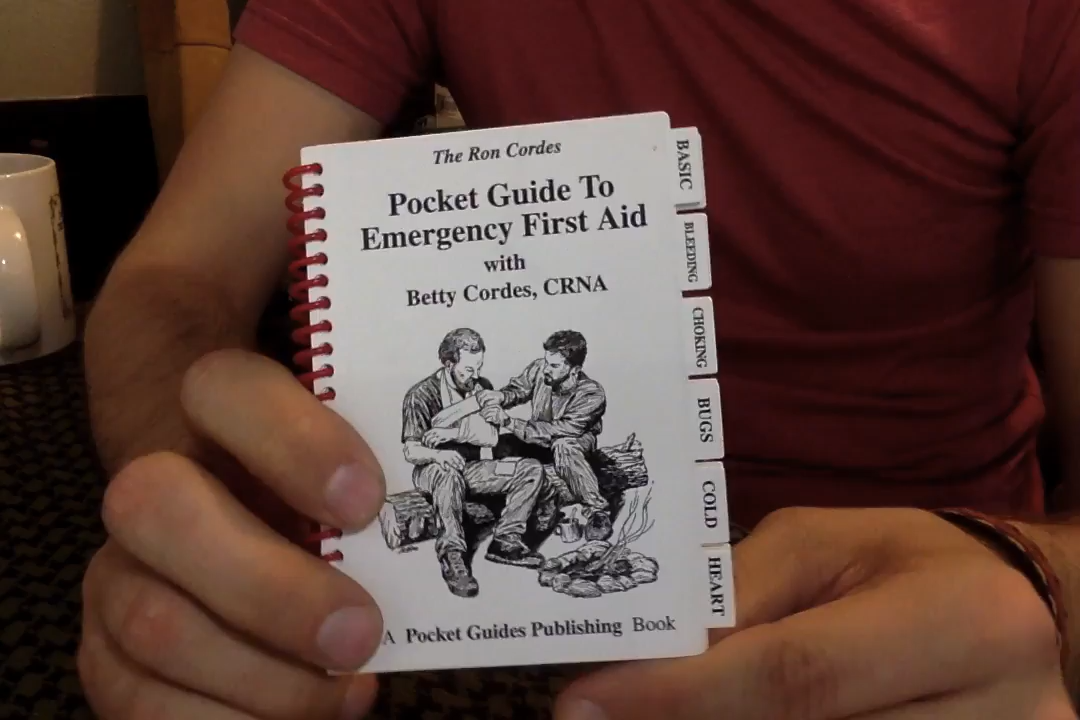 The Ron Cordes
Pocket Guide To
Emergency First Aid
with
Betty Cordes, CRNA
A Pocket Guides Publishing Book
BASIC
BLEEDING
CHOKING
BUGS
COLD
HEART